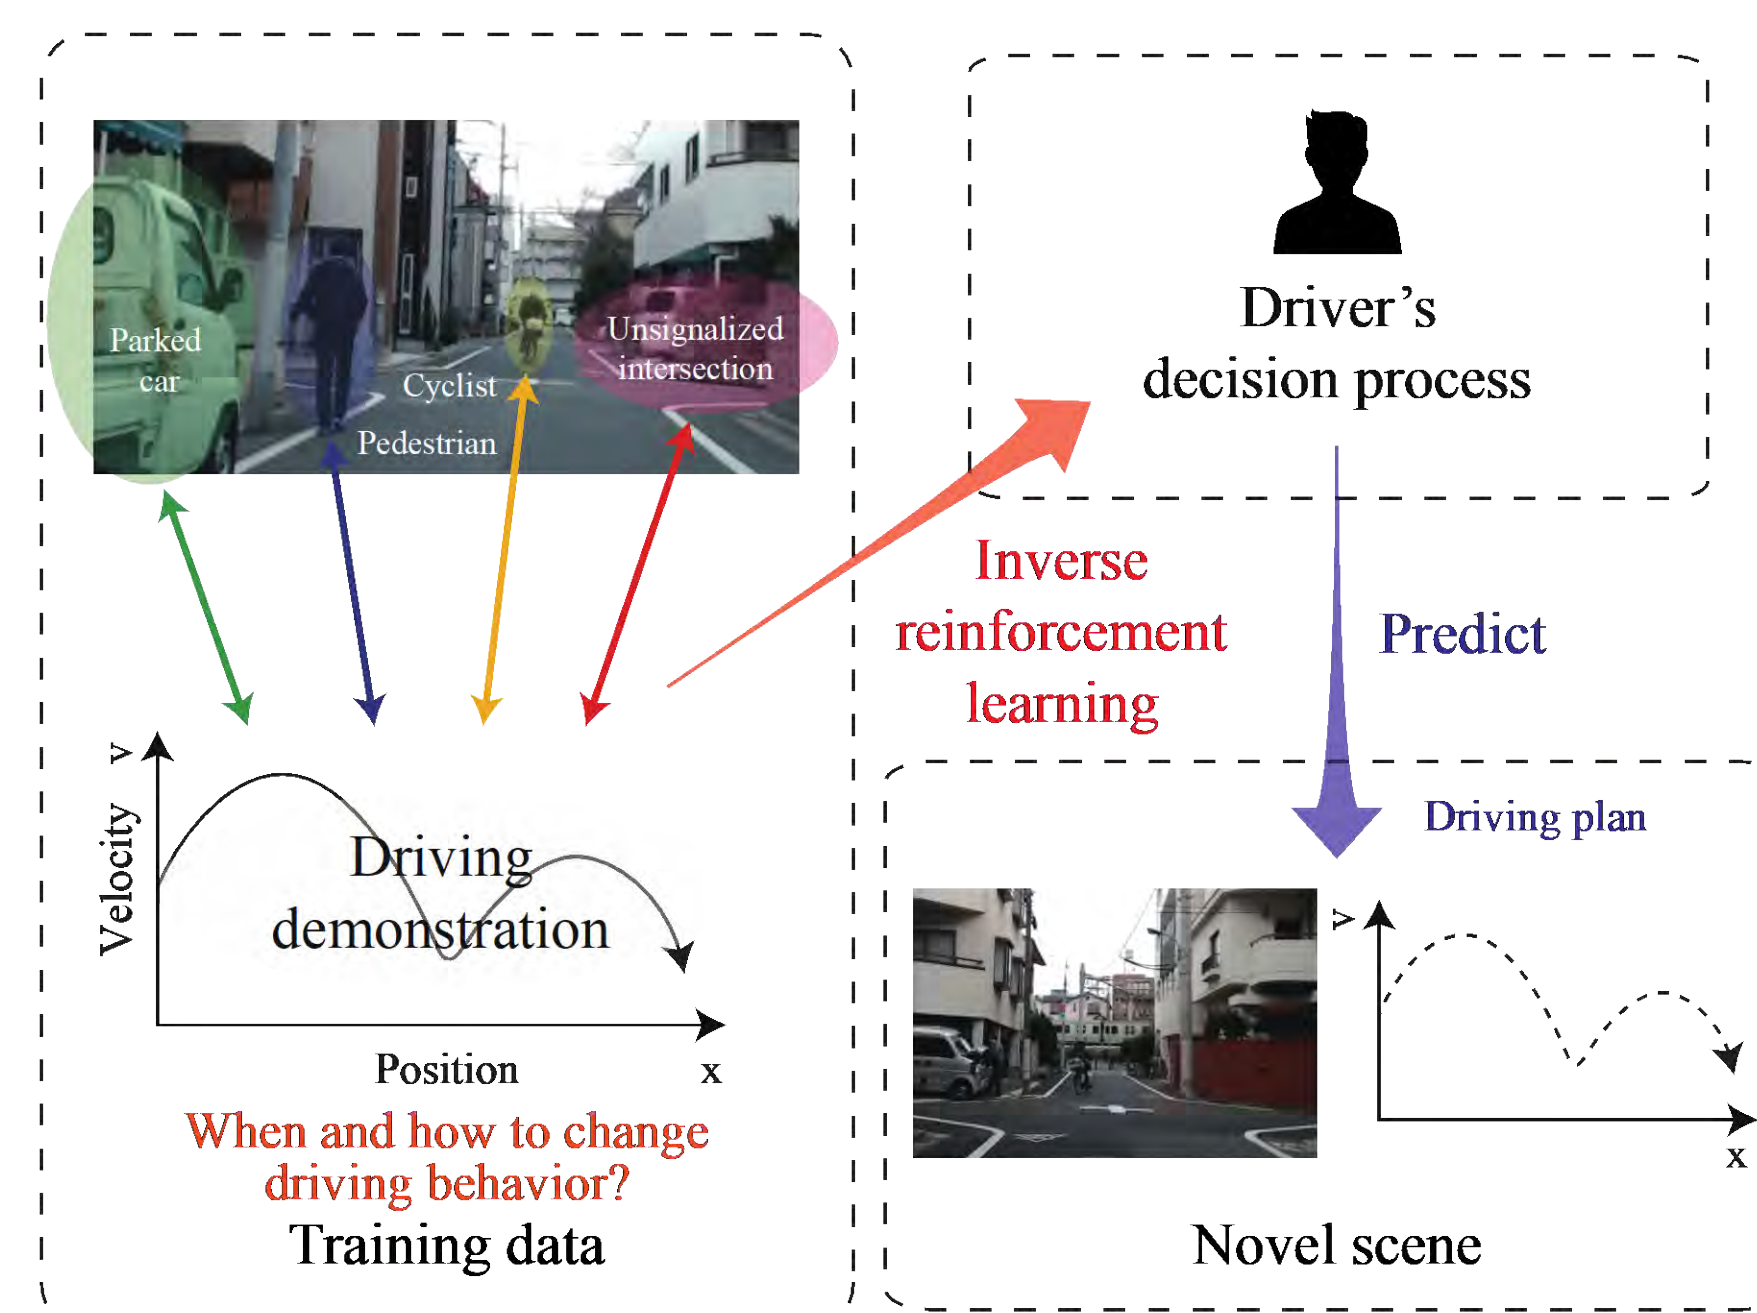 Parked
car
Cyclist
Pedestrian
Unsignalized
intersection
Velocity v
Driving
demonstration
Position x
When and how to change
driving behavior?
Training data
Driver's
decision process
Inverse
reinforcement
learning
Predict
Driving plan
v
x
Novel scene